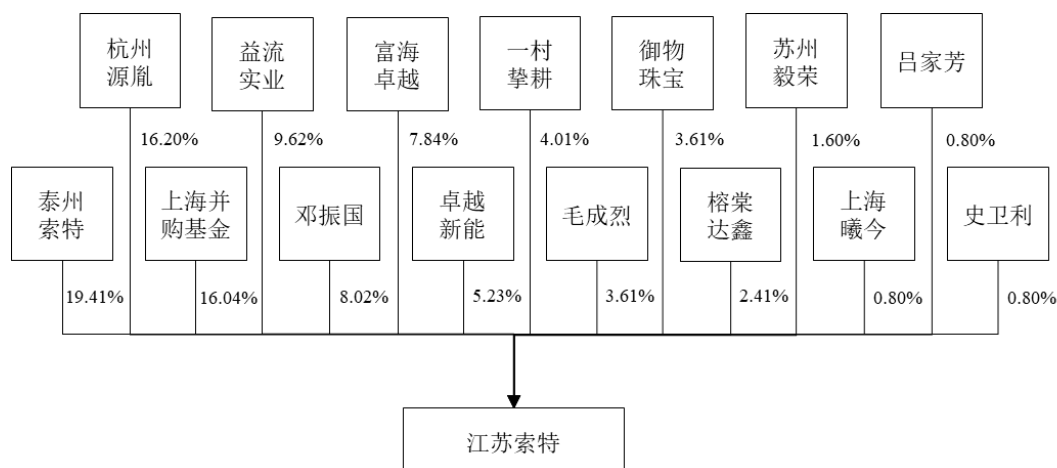 杭州
源胤
益流
实业
富海
卓越
一村
挚耕
御物
珠宝
苏州
毅荣
吕家芳
16.20%
9.62%
7.84%
4.01%
3.61%
1.60%
0.80%
泰州
索特
上海并
购基金
邓振国
卓越
新能
毛成烈
榕棠
达鑫
上海
曦今
史卫利
19.41%
16.04%
8.02%
5.23%
3.61%
2.41%
0.80%
0.80%
江苏索特